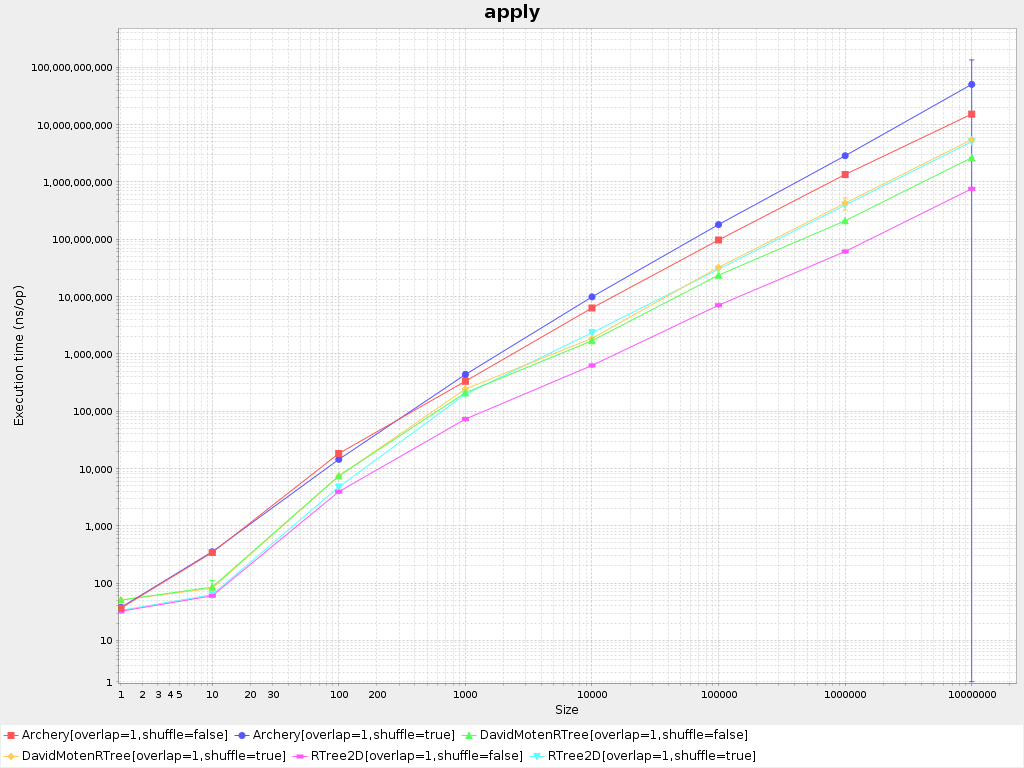 apply
Execution time (ns/op)
100,000,000,000
10,000,000,000
1,000,000,000
100,000,000
10,000,000
1,000,000
100,000
10,000
1,000
100
10
1
1 2 3 4 5 10 20 30 100 200 1000 10000 100000 1000000 10000000
Size
Archery[overlap=1,shuffle=false] Archery[overlap=1,shuffle=true] DavidMotenRTree[overlap=1,shuffle=false]
DavidMotenRTree[overlap=1,shuffle=true] RTree2D[overlap=1,shuffle=false] RTree2D[overlap=1,shuffle=true]